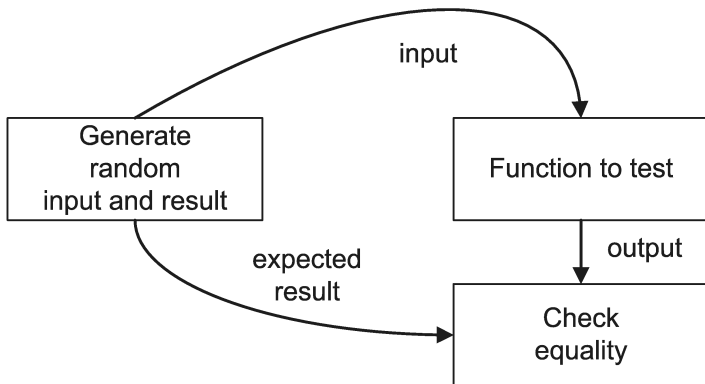 input
Generate
random
input and result
Function to test
expected
result
output
Check
equality